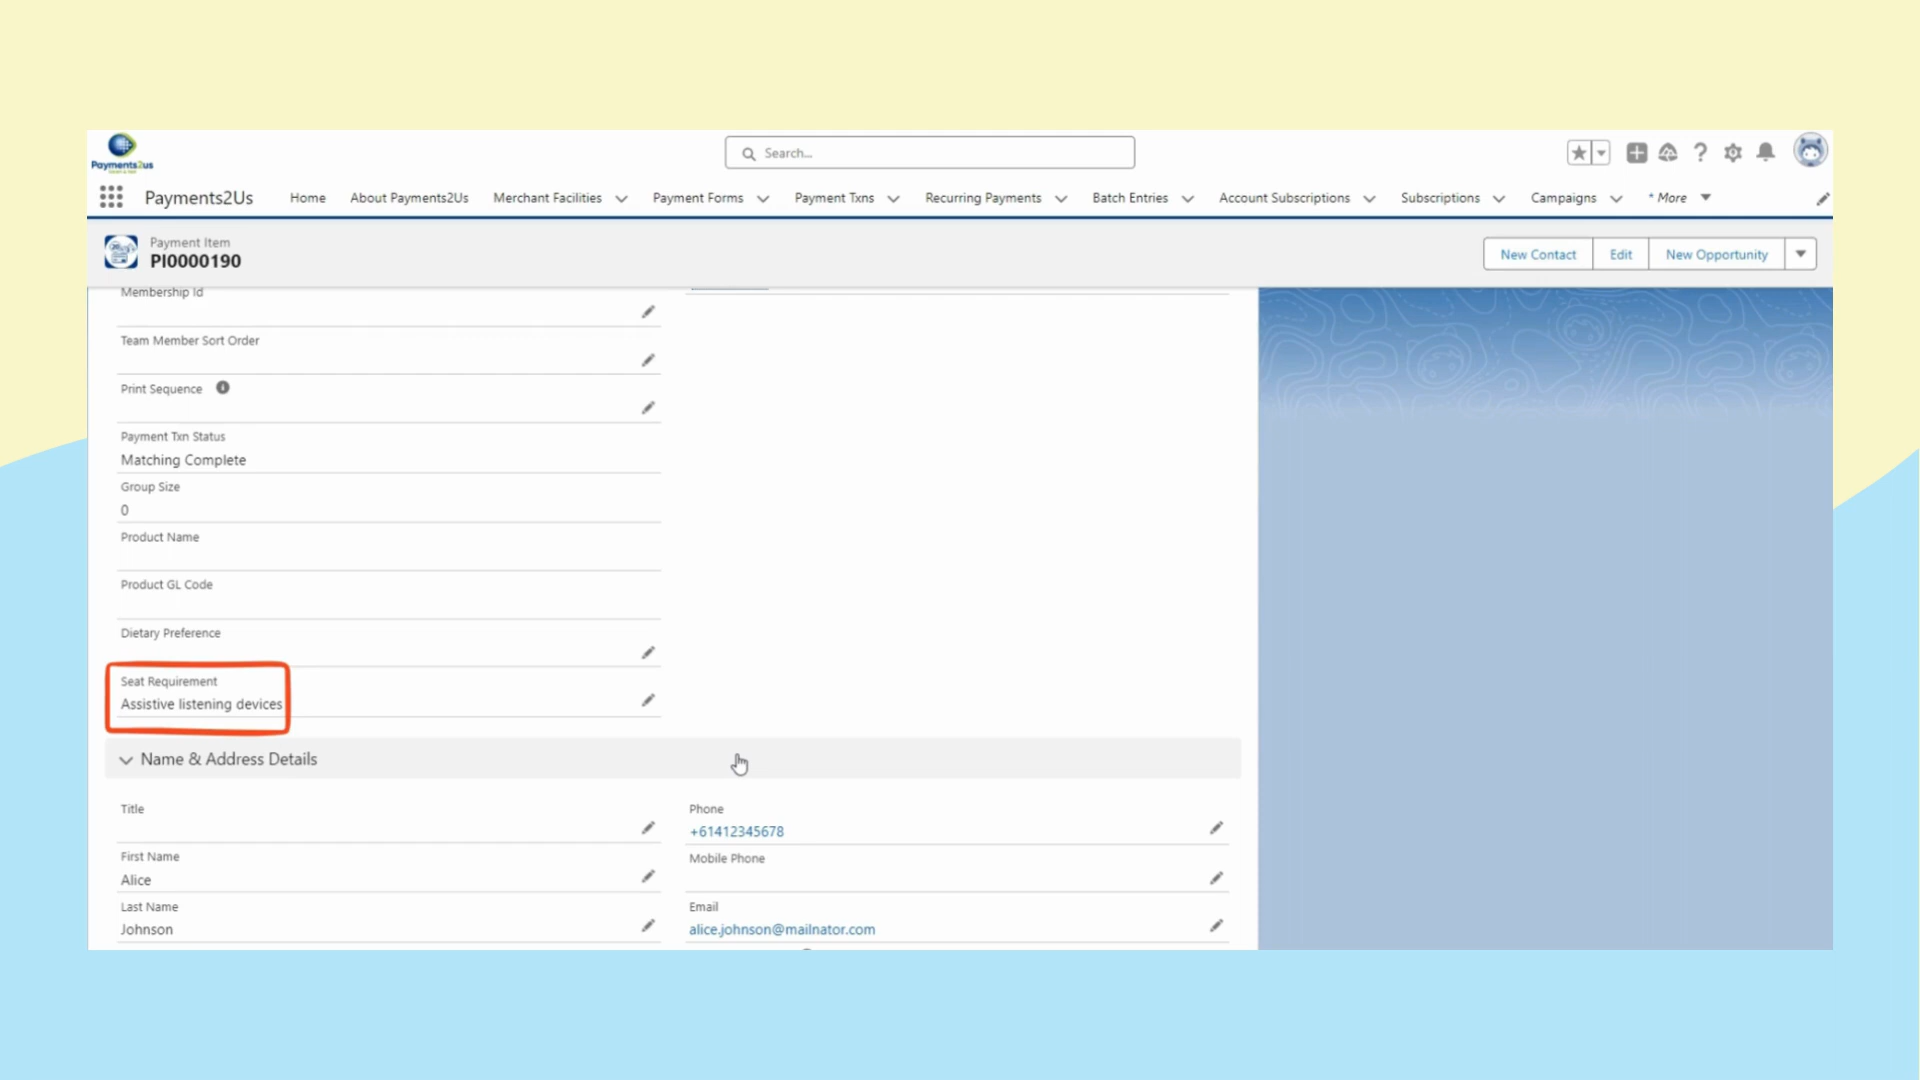 Payments2us
Search...
Payments2Us
Home
About Payments2Us
Merchant Facilities
Payment Forms
Payment Txns
Recurring Payments
Batch Entries
Account Subscriptions
Subscriptions
Campaigns
* More
Payment Item
PI0000190
New Contact
Edit
New Opportunity
Membership Id
Team Member Sort Order
Print Sequence
Payment Txn Status
Matching Complete
Group Size
0
Product Name
Product GL Code
Dietary Preference
Seat Requirement
Assistive listening devices
Name & Address Details
Title
Phone
+61412345678
First Name
Alice
Mobile Phone
Last Name
Johnson
Email
alice.johnson@mailnator.com